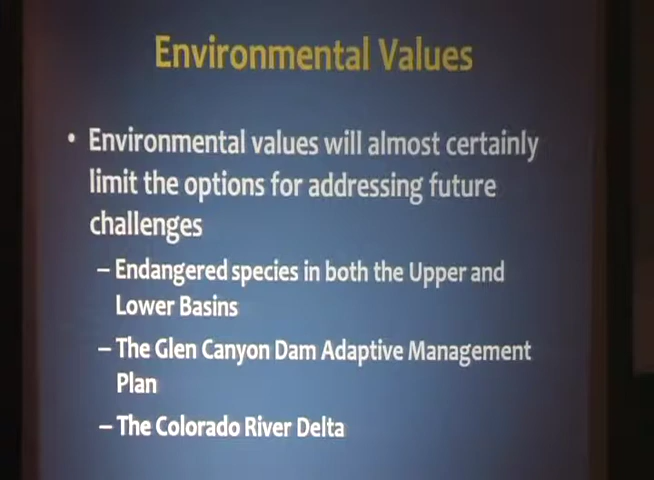 Environmental Values
• Environmental values will almost certainly
limit the options for addressing future
challenges
– Endangered species in both the Upper and
Lower Basins
– The Glen Canyon Dam Adaptive Management
Plan
– The Colorado River Delta